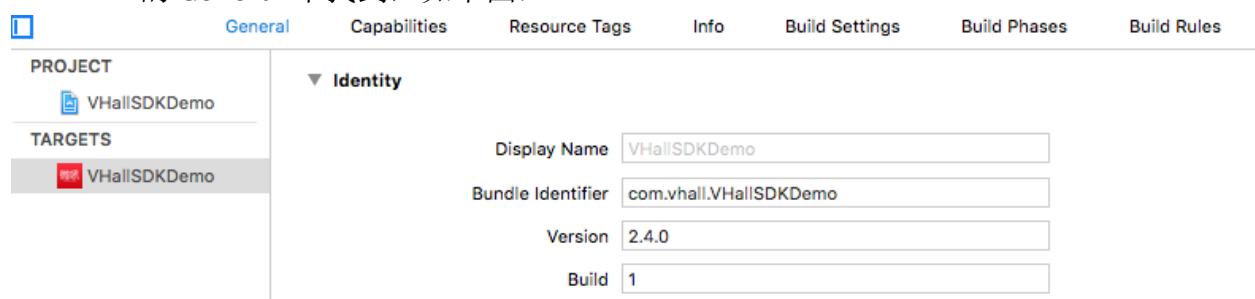 General Capabilities Resource Tags Info Build Settings Build Phases Build Rules
PROJECT
VHallSDKDemo
TARGETS
VHallSDKDemo
Identity
Display Name VHallSDKDemo
Bundle Identifier com.vhall.VHallSDKDemo
Version 2.4.0
Build 1